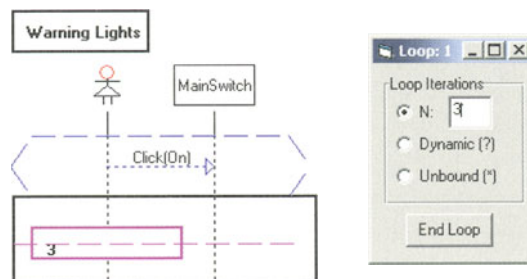 Warning Lights
MainSwitch
Click(On)
3
Loop: 1
Loop Iterations
N: 3
Dynamic (?)
Unbound (*)
End Loop